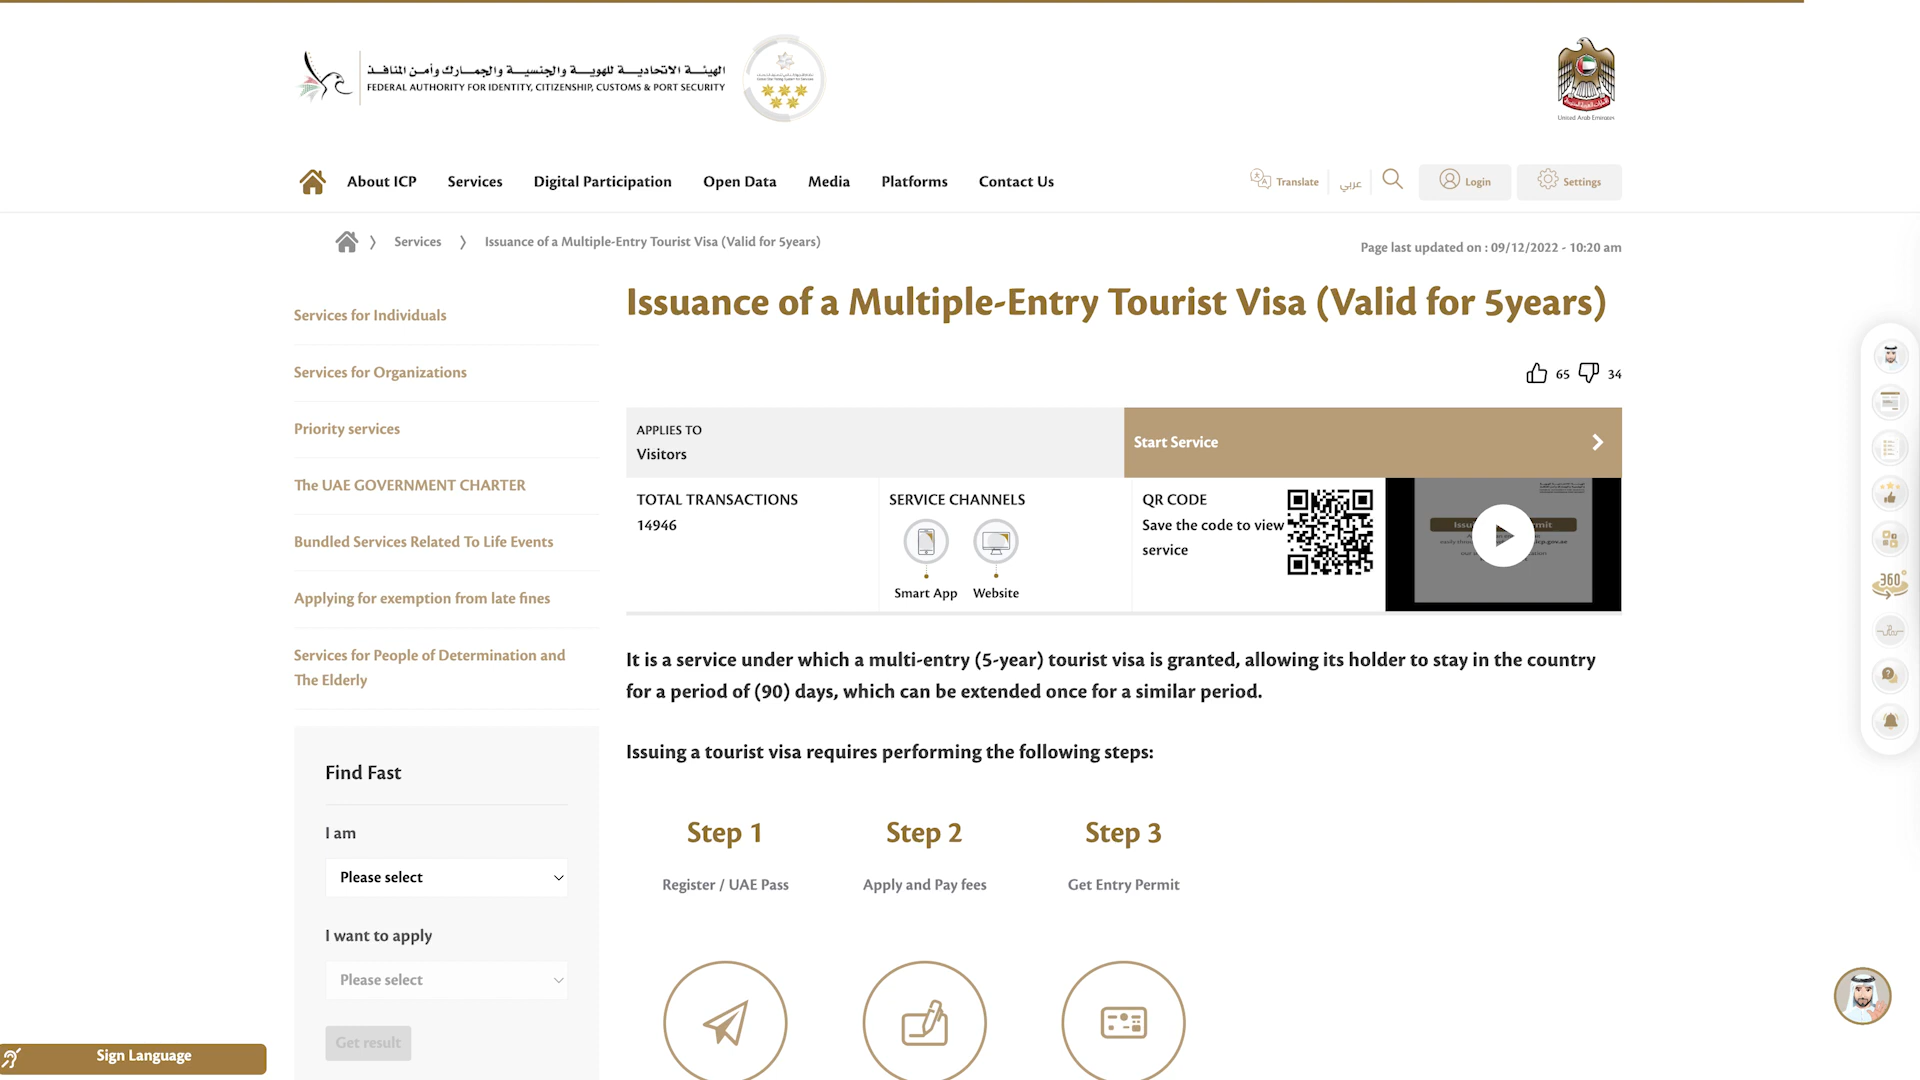 الهيئة الاتحادية للهوية والجنسية والجمارك وأمن المنافذ
FEDERAL AUTHORITY FOR IDENTITY, CITIZENSHIP, CUSTOMS & PORT SECURITY
United Arab Emirates
About ICP
Services
Digital Participation
Open Data
Media
Platforms
Contact Us
Translate
عربي
Login
Settings
Services
Issuance of a Multiple-Entry Tourist Visa (Valid for 5years)
Page last updated on : 09/12/2022 - 10:20 am
Issuance of a Multiple-Entry Tourist Visa (Valid for 5years)
65
34
Services for Individuals
Services for Organizations
Priority services
The UAE GOVERNMENT CHARTER
Bundled Services Related To Life Events
Applying for exemption from late fines
Services for People of Determination and
The Elderly
APPLIES TO
Visitors
Start Service
TOTAL TRANSACTIONS
14946
SERVICE CHANNELS
Smart App
Website
QR CODE
Save the code to view
service
360°
It is a service under which a multi-entry (5-year) tourist visa is granted, allowing its holder to stay in the country
for a period of (90) days, which can be extended once for a similar period.
Issuing a tourist visa requires performing the following steps:
Step 1
Register / UAE Pass
Step 2
Apply and Pay fees
Step 3
Get Entry Permit
Find Fast
I am
Please select
I want to apply
Please select
Get result
Sign Language